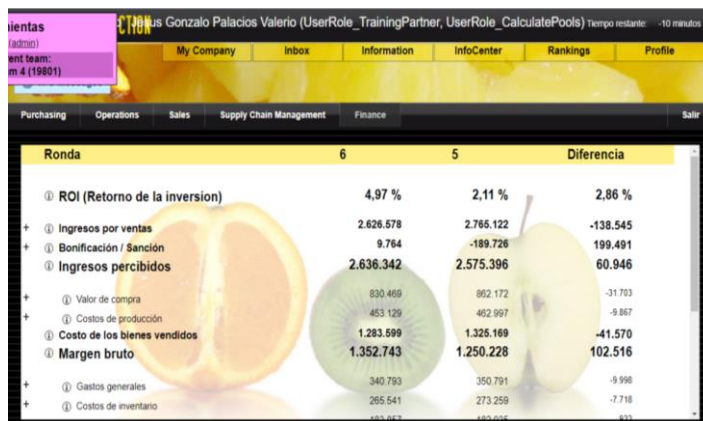 ientas
(admin)
ent team:
m 4 (19801)
CTION
sus Gonzalo Palacios Valerio (UserRole_TrainingPartner, UserRole_CalculatePools) Tiempo restante: -10 minutos
My Company Inbox Information InfoCenter Rankings Profile
Purchasing Operations Sales Supply Chain Management Finance Salir
Ronda 6 5 Diferencia
ROI (Retorno de la inversion) 4,97 % 2,11 % 2,86 %
+ Ingresos por ventas 2.626.578 2.765.122 -138.545
+ Bonificación / Sanción 9.764 -189.726 199.491
Ingresos percibidos 2.636.342 2.575.396 60.946
+ Valor de compra 830.469 862.172 -31.703
+ Costos de producción 453.129 462.997 -9.867
Costo de los bienes vendidos 1.283.599 1.325.169 -41.570
Margen bruto 1.352.743 1.250.228 102.516
+ Gastos generales 340.793 350.791 -9.998
+ Costos de inventario 265.541 273.259 -7.718